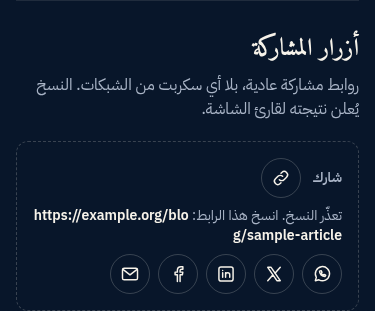 أزرار المشاركة
روابط مشاركة عادية، بلا أي سكربت من الشبكات. النسخ
يُعلن نتيجته لقارئ الشاشة.
شارك
تعذّر النسخ. انسخ هذا الرابط: https://example.org/blo
g/sample-article